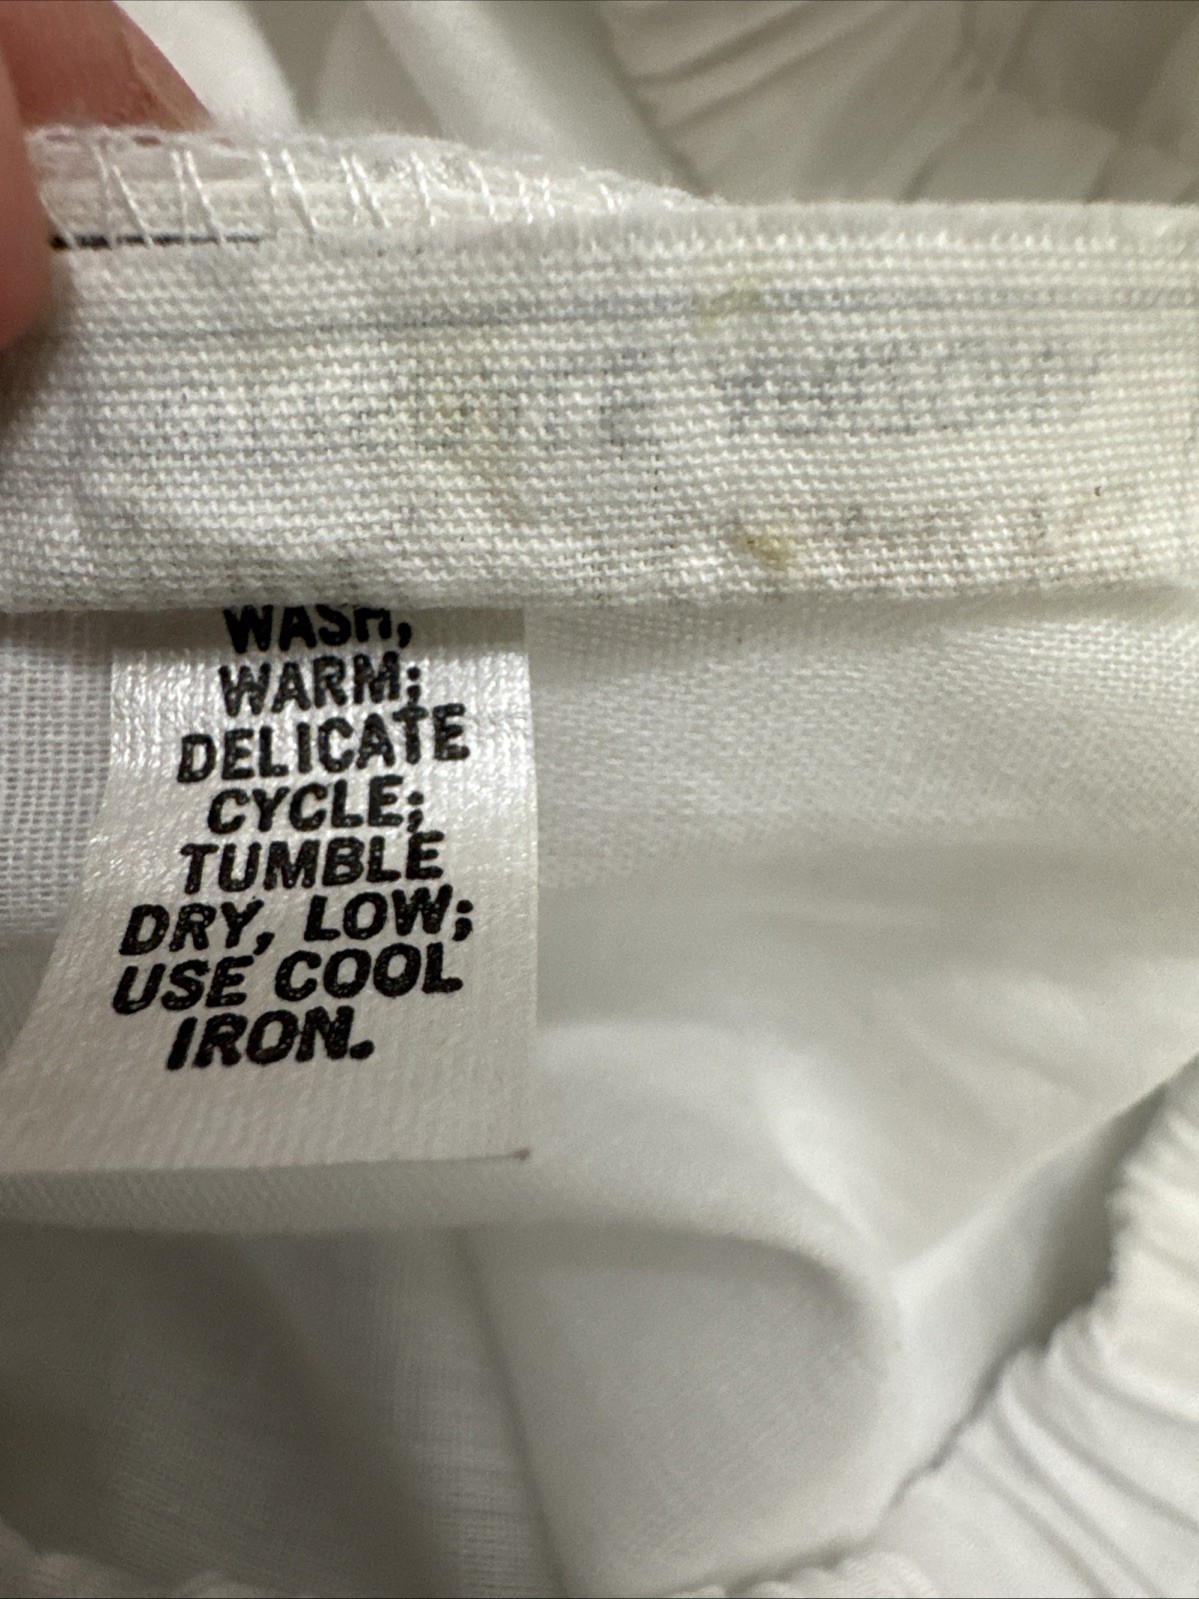 WASH,
WARM;
DELICATE
CYCLE;
TUMBLE
DRY, LOW;
USE COOL
IRON.